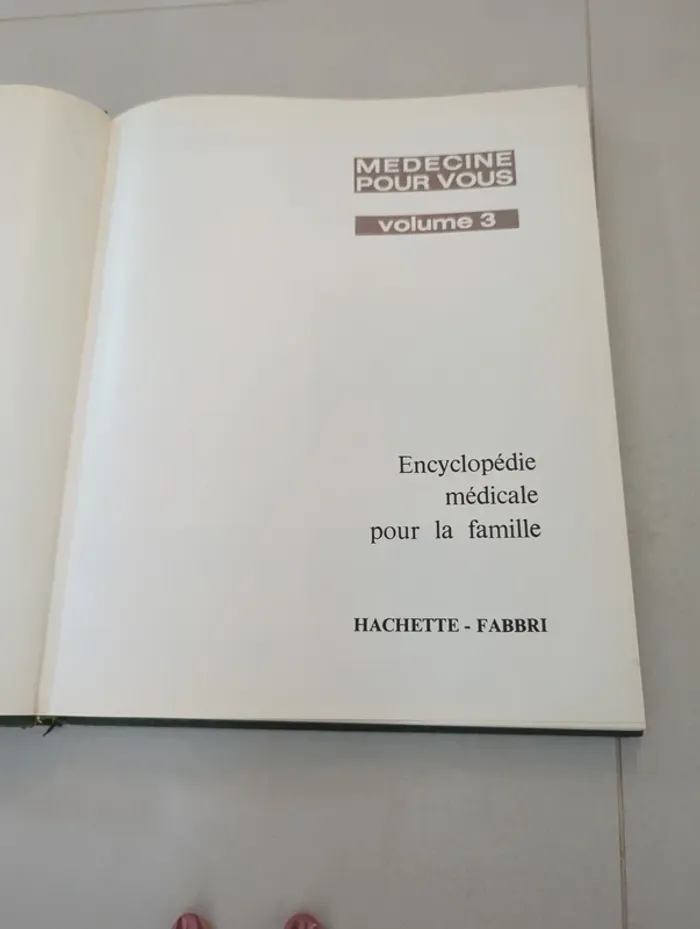 MEDECINE
POUR VOUS
volume 3
Encyclopédie
médicale
pour la famille
HACHETTE - FABBRI